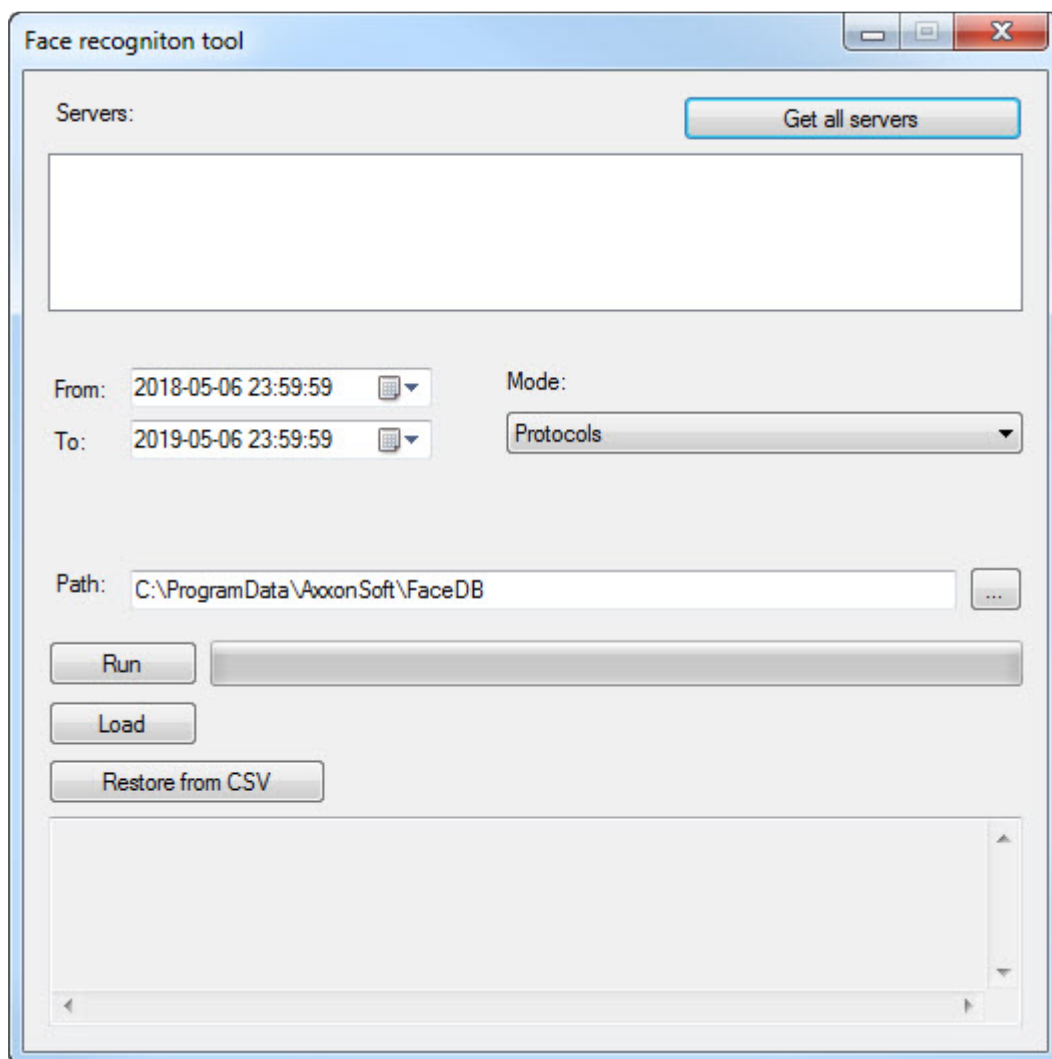 Face recogniton tool
Servers:
Get all servers
From:
2018-05-06 23:59:59
Mode:
To:
2019-05-06 23:59:59
Protocols
Path:
C:\ProgramData\AxxonSoft\FaceDB
...
Run
Load
Restore from CSV